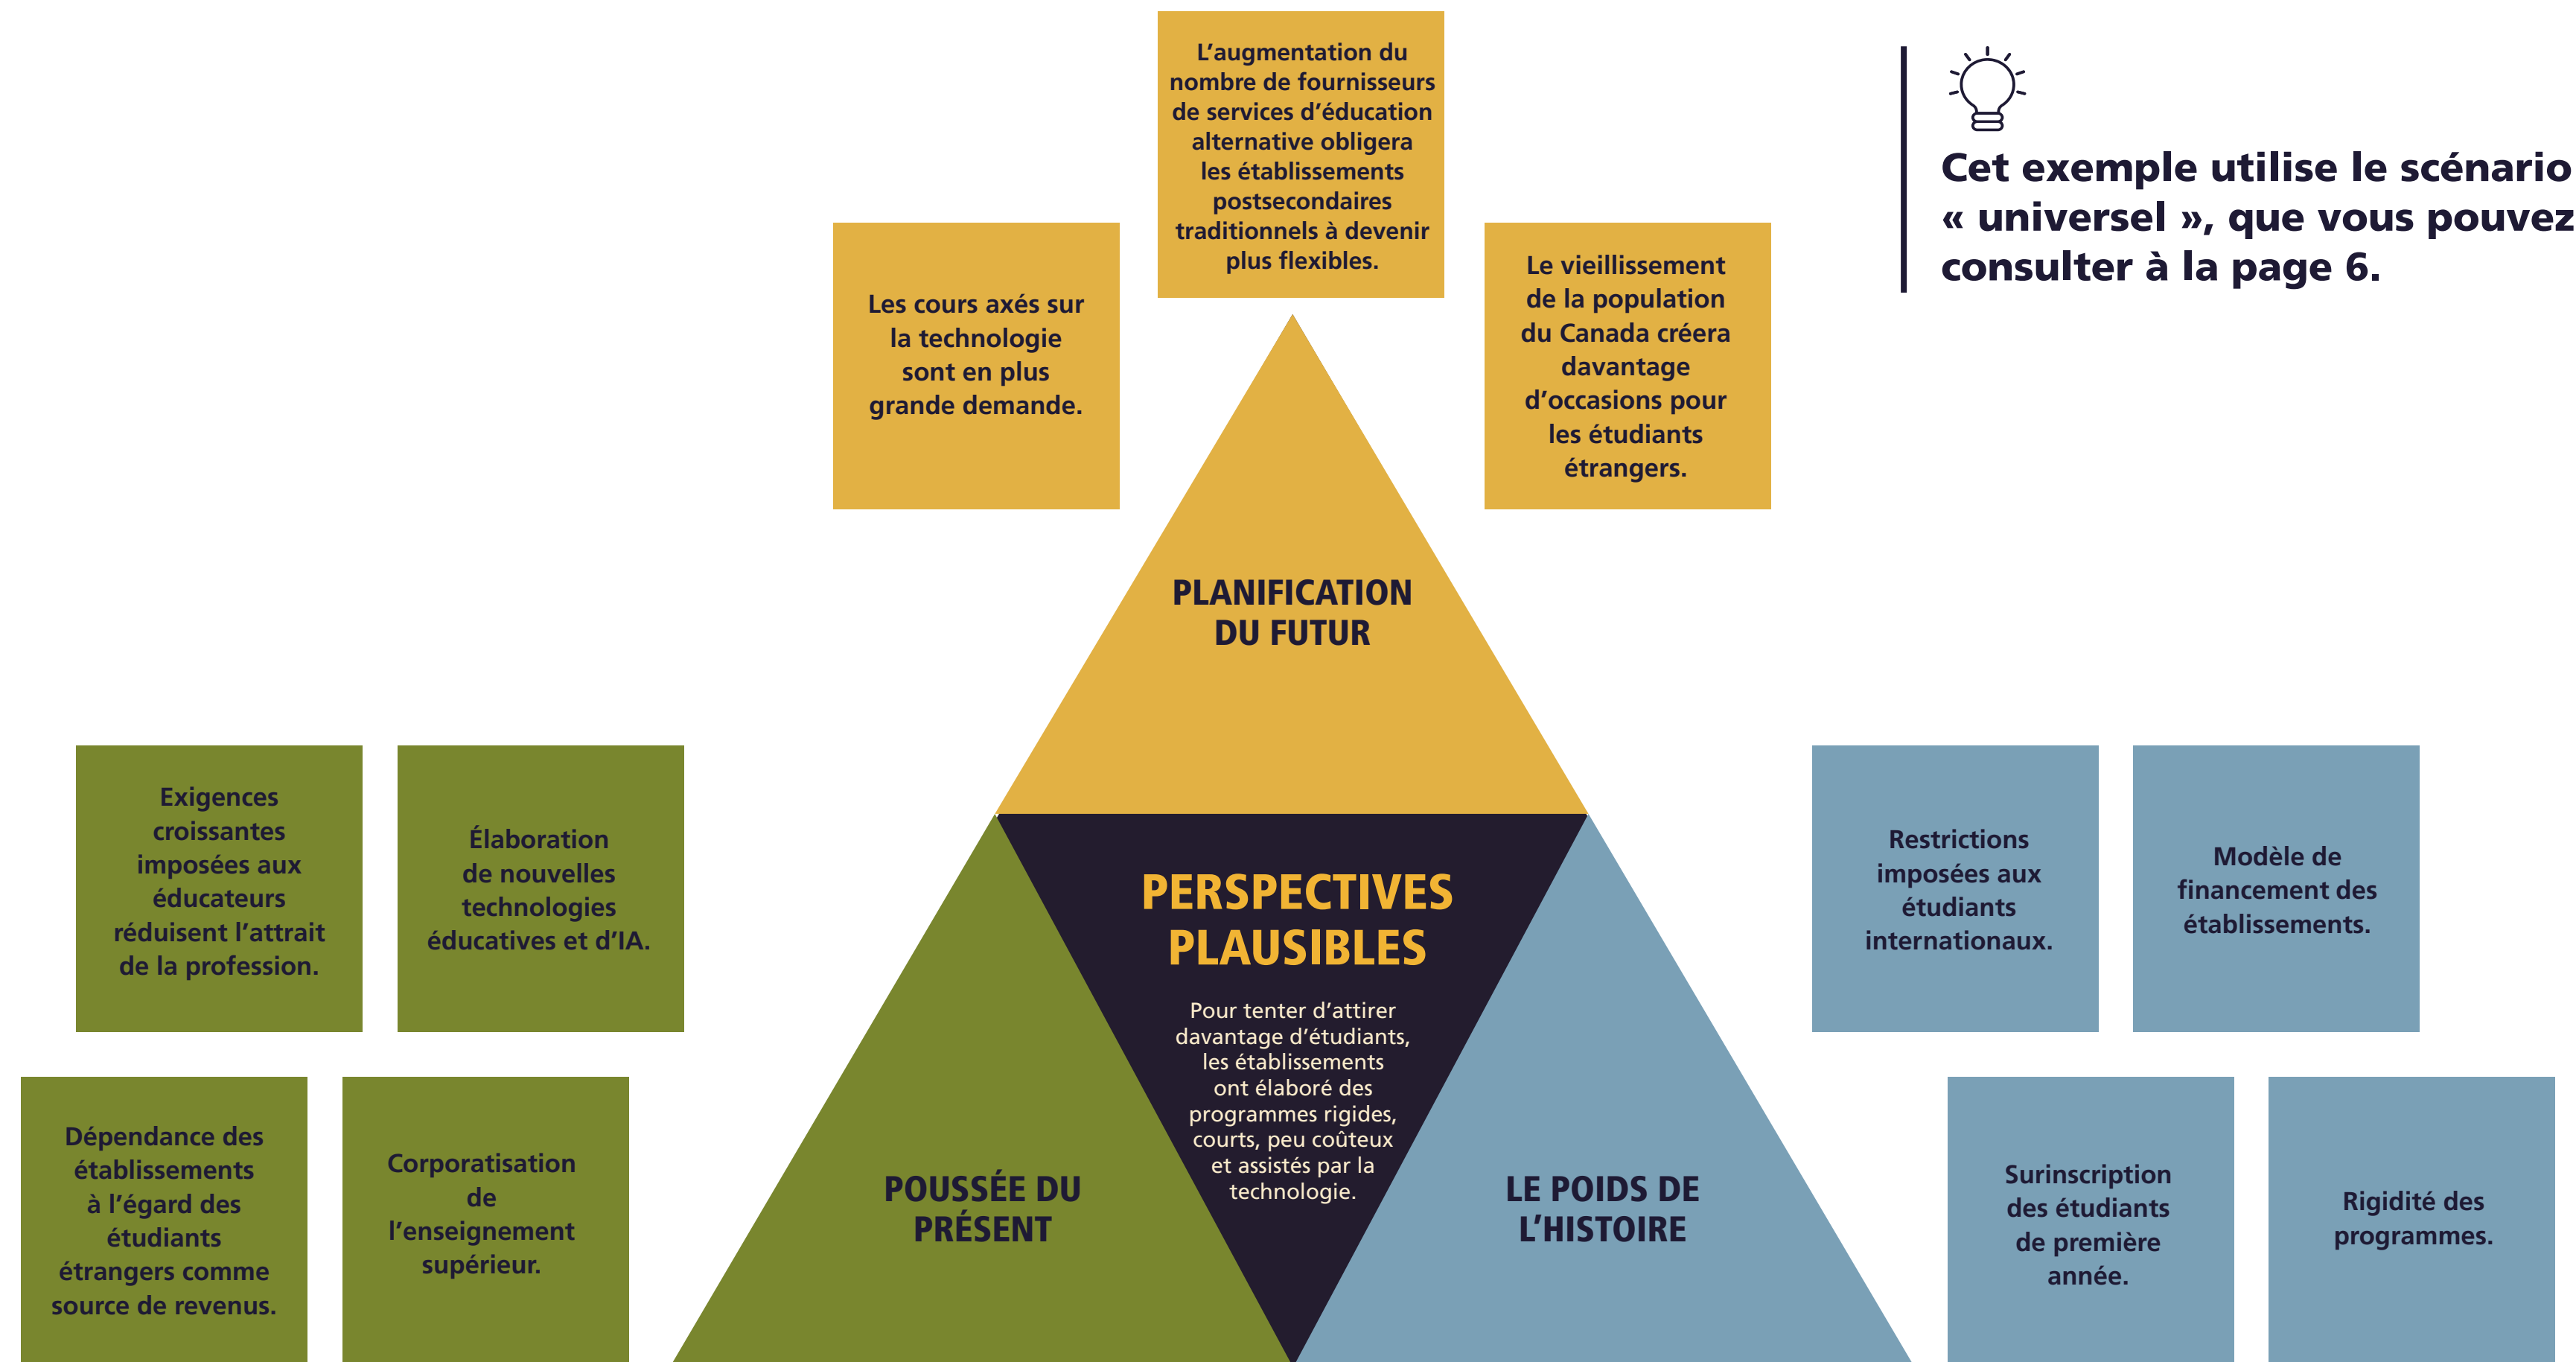 L’augmentation du
nombre de fournisseurs
de services d’éducation
alternative obligera
les établissements
postsecondaires
traditionnels à devenir
plus flexibles.
Cet exemple utilise le scénario
« universel », que vous pouvez
consulter à la page 6.
Les cours axés sur
la technologie
sont en plus
grande demande.
Le vieillissement
de la population
du Canada créera
davantage
d’occasions pour
les étudiants
étrangers.
PLANIFICATION
DU FUTUR
Exigences
croissantes
imposées aux
éducateurs
réduisent l’attrait
de la profession.
Élaboration
de nouvelles
technologies
éducatives et d’IA.
Dépendance des
établissements
à l’égard des
étudiants
étrangers comme
source de revenus.
Corporatisation
de
l’enseignement
supérieur.
POUSSÉE DU
PRÉSENT
PERSPECTIVES
PLAUSIBLES
Pour tenter d’attirer
davantage d’étudiants,
les établissements
ont élaboré des
programmes rigides,
courts, peu coûteux
et assistés par la
technologie.
LE POIDS DE
L’HISTOIRE
Restrictions
imposées aux
étudiants
internationaux.
Modèle de
financement des
établissements.
Surinscription
des étudiants
de première
année.
Rigidité des
programmes.